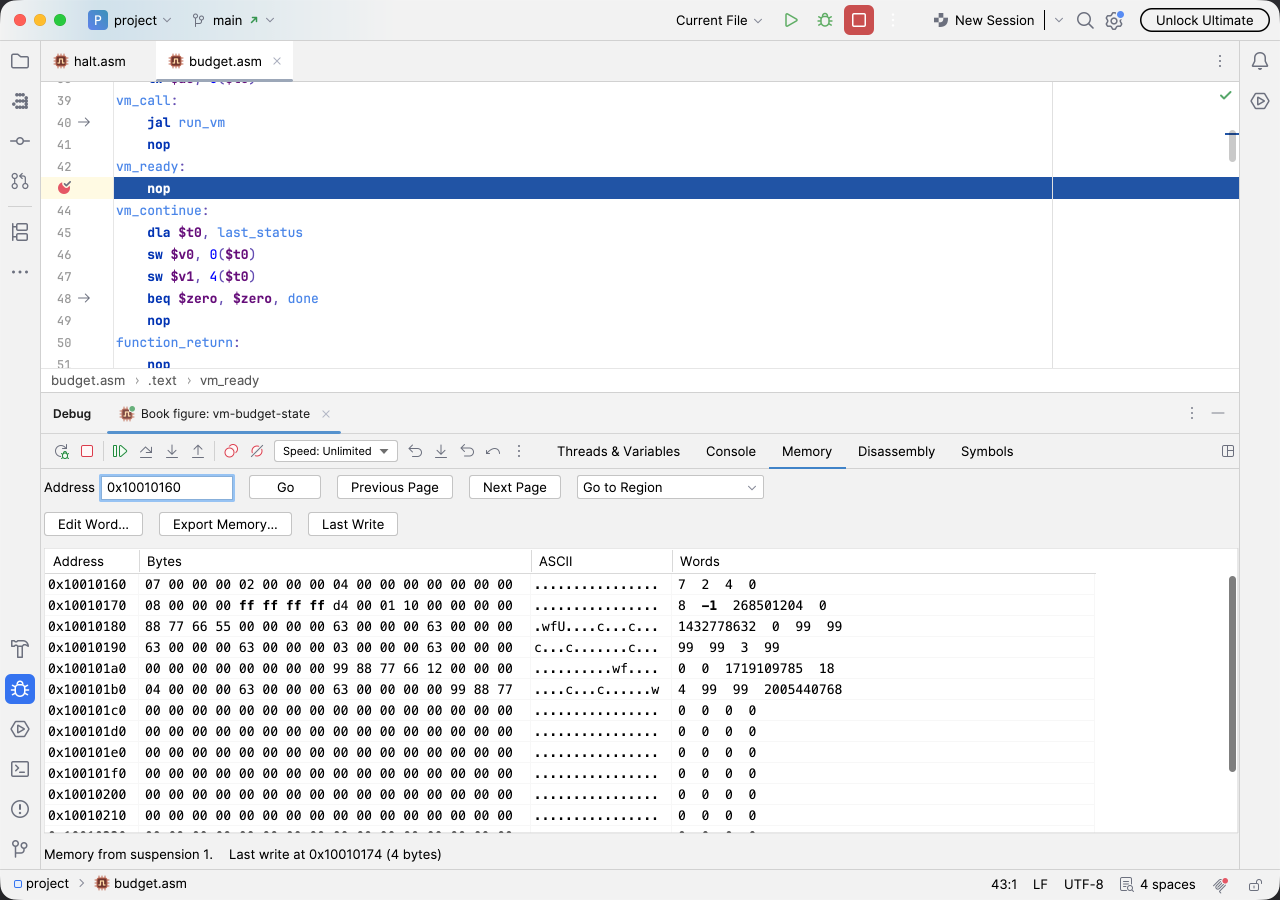 P project main Current File New Session Unlock Ultimate
halt.asm budget.asm
39 vm_call:
40 jal run_vm
41 nop
42 vm_ready:
nop
44 vm_continue:
45 dla $t0, last_status
46 sw $v0, 0($t0)
47 sw $v1, 4($t0)
48 beq $zero, $zero, done
49 nop
50 function_return:
51 nop
budget.asm › .text › vm_ready
Debug Book figure: vm-budget-state
Speed: Unlimited Threads & Variables Console Memory Disassembly Symbols
Address 0x10010160 Go Previous Page Next Page Go to Region
Edit Word... Export Memory... Last Write
Address Bytes ASCII Words
0x10010160 07 00 00 00 02 00 00 00 04 00 00 00 00 00 00 00 ................ 7 2 4 0
0x10010170 08 00 00 00 ff ff ff ff d4 00 01 10 00 00 00 00 ................ 8 -1 268501204 0
0x10010180 88 77 66 55 00 00 00 00 63 00 00 00 63 00 00 00 .wfU....c...c... 1432778632 0 99 99
0x10010190 63 00 00 00 63 00 00 00 03 00 00 00 63 00 00 00 c...c.......c... 99 99 3 99
0x100101a0 00 00 00 00 00 00 00 00 99 88 77 66 12 00 00 00 ..........wf.... 0 0 1719109785 18
0x100101b0 04 00 00 00 63 00 00 00 63 00 00 00 00 99 88 77 ....c...c......w 4 99 99 2005440768
0x100101c0 00 00 00 00 00 00 00 00 00 00 00 00 00 00 00 00 ................ 0 0 0 0
0x100101d0 00 00 00 00 00 00 00 00 00 00 00 00 00 00 00 00 ................ 0 0 0 0
0x100101e0 00 00 00 00 00 00 00 00 00 00 00 00 00 00 00 00 ................ 0 0 0 0
0x100101f0 00 00 00 00 00 00 00 00 00 00 00 00 00 00 00 00 ................ 0 0 0 0
0x10010200 00 00 00 00 00 00 00 00 00 00 00 00 00 00 00 00 ................ 0 0 0 0
0x10010210 00 00 00 00 00 00 00 00 00 00 00 00 00 00 00 00 ................ 0 0 0 0
Memory from suspension 1. Last write at 0x10010174 (4 bytes)
project › budget.asm 43:1 LF UTF-8 4 spaces